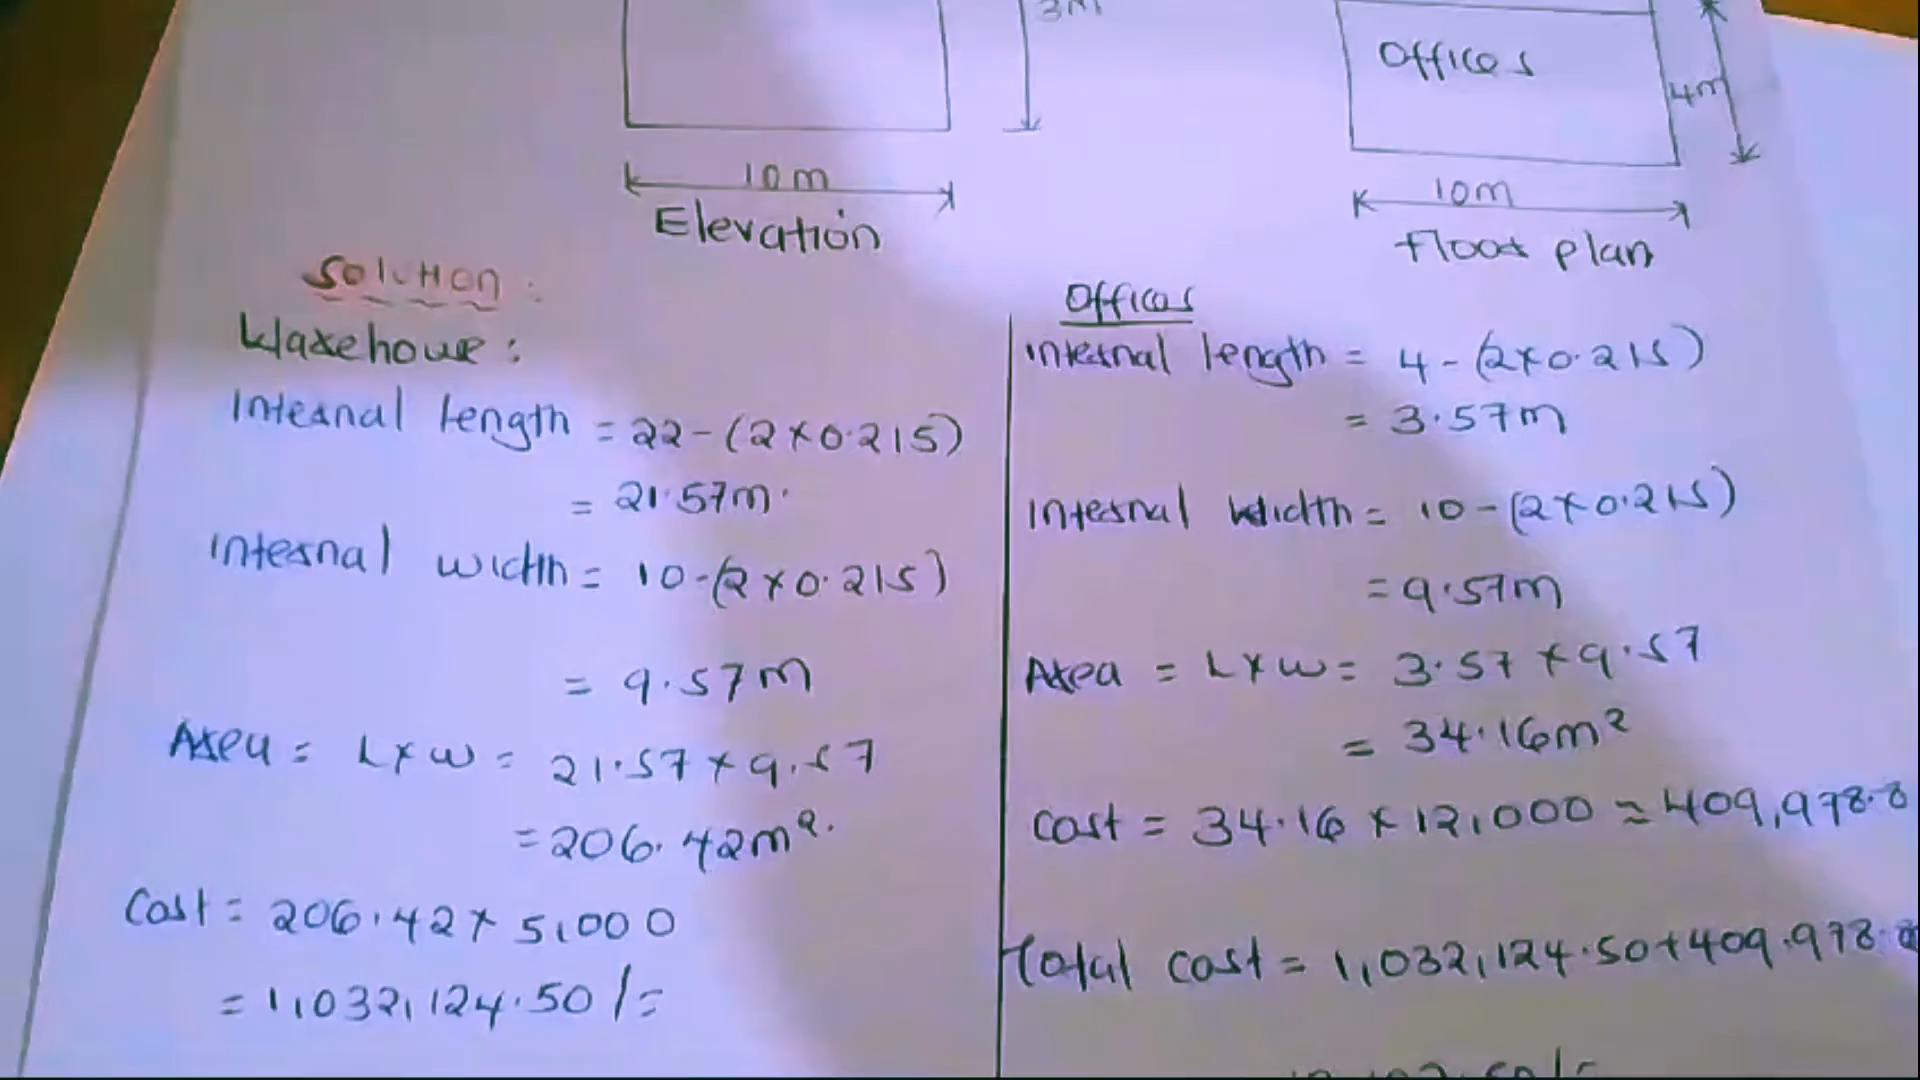 3m
Offices
4m
10m
10m
Elevation
Floor plan
Solution:
Warehouse:
Internal length = 22-(2×0.215)
= 21.57m.
Internal width = 10-(2×0.215)
= 9.57m
Area = L×W = 21.57×9.57
=206.42m².
Cost = 206.42× 5,000
= 1,032,124.50/=
Offices
Internal length = 4-(2×0.215)
= 3.57m
Internal width = 10-(2×0.215)
=9.57m
Area = L×W= 3.57×9.57
= 34.16m²
Cost = 34.16×12,000 = 409,978.8
Total cost = 1,032,124.50+409.978.8